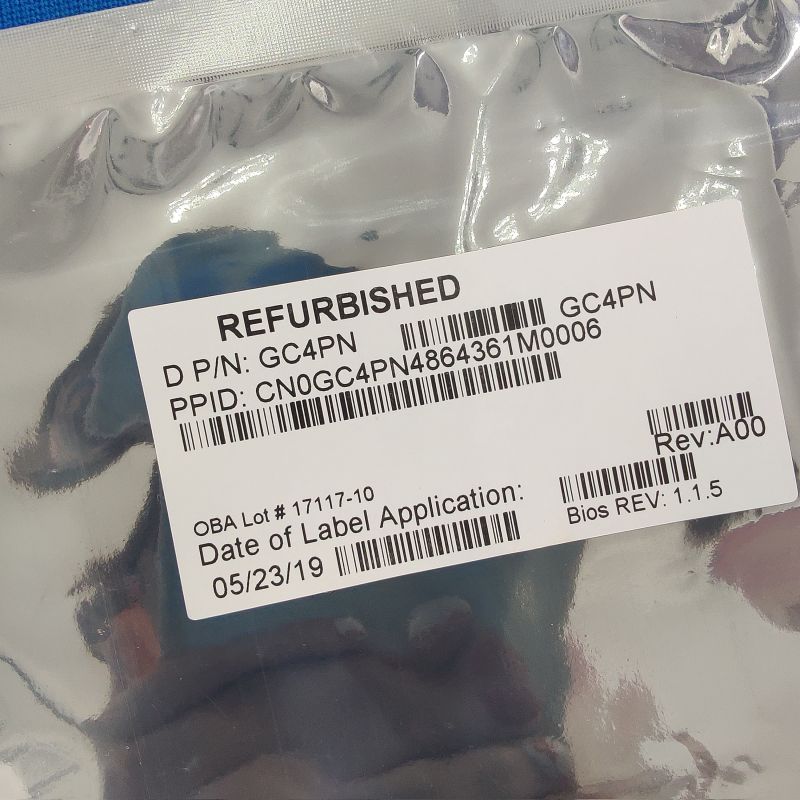 REFURBISHED
D P/N: GC4PN GC4PN
PPID: CN0GC4PN4864361M0006
Rev:A00
OBA Lot # 17117-10
Date of Label Application:
05/23/19
Bios REV: 1.1.5